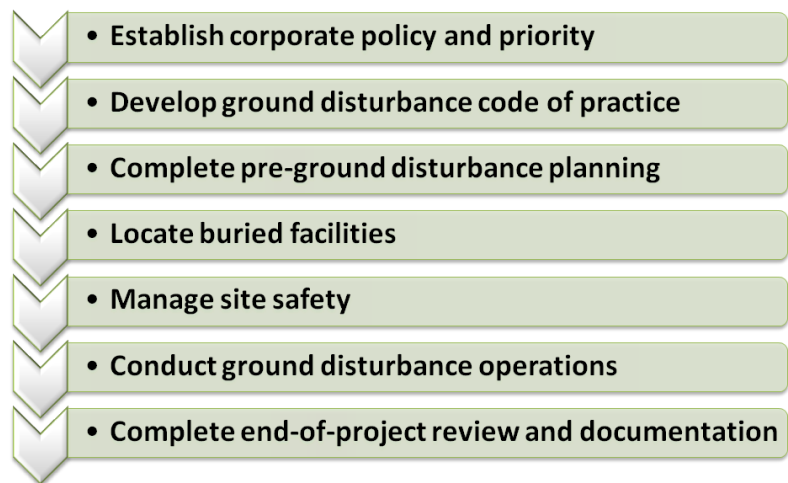 • Establish corporate policy and priority
• Develop ground disturbance code of practice
• Complete pre-ground disturbance planning
• Locate buried facilities
• Manage site safety
• Conduct ground disturbance operations
• Complete end-of-project review and documentation